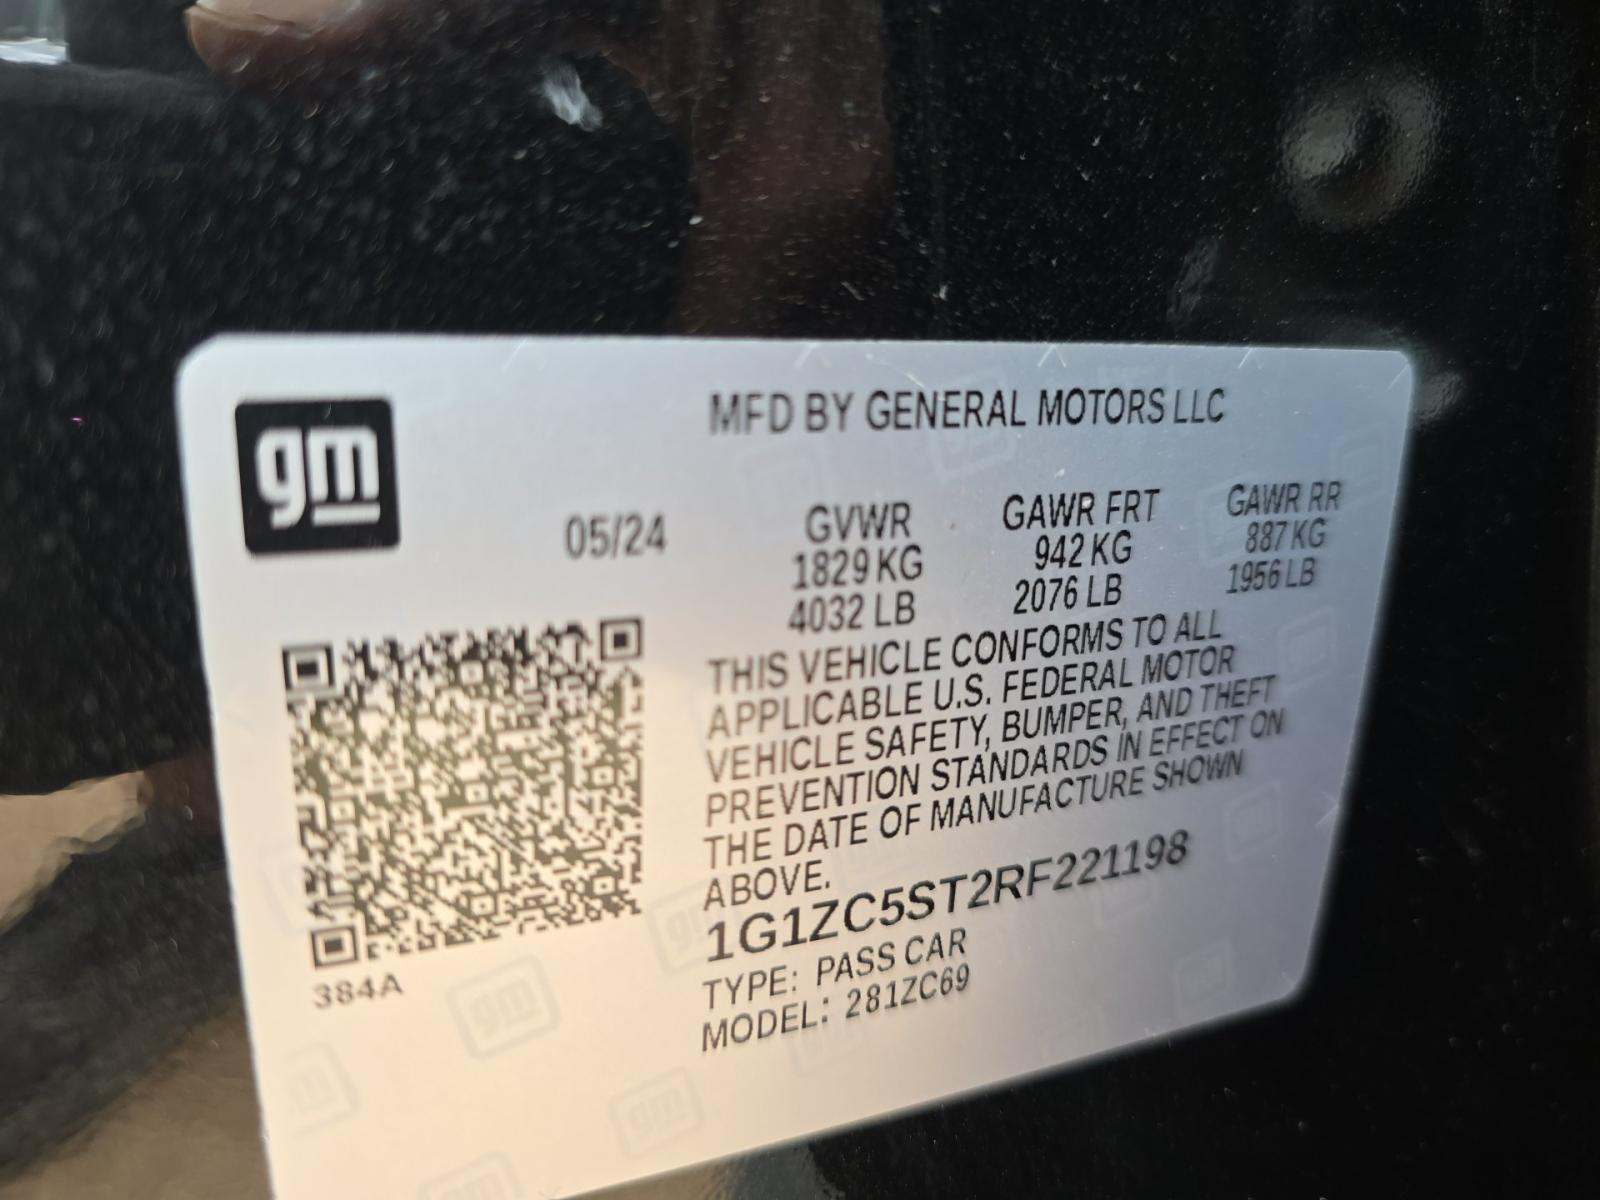 gm
MFD BY GENERAL MOTORS LLC
05/24
GVWR
1829 KG
4032 LB
GAWR FRT
942 KG
2076 LB
GAWR RR
887 KG
1956 LB
THIS VEHICLE CONFORMS TO ALL
APPLICABLE U.S. FEDERAL MOTOR
VEHICLE SAFETY, BUMPER, AND THEFT
PREVENTION STANDARDS IN EFFECT ON
THE DATE OF MANUFACTURE SHOWN
ABOVE.
1G1ZC5ST2RF221198
TYPE: PASS CAR
MODEL: 281ZC69
384A